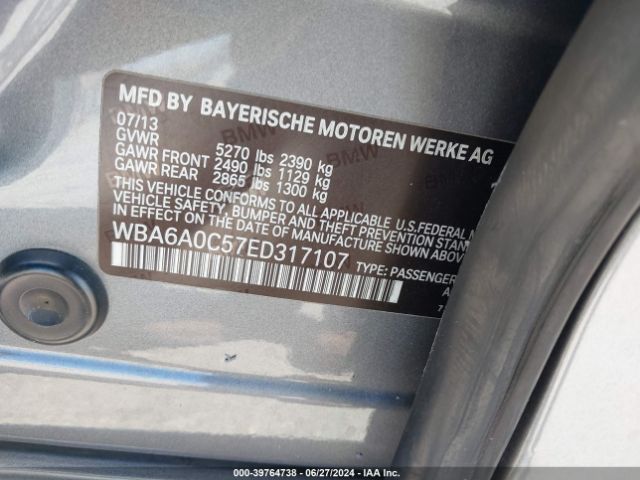 MFD BY BAYERISCHE MOTOREN WERKE AG
07/13
GVWR 5270 lbs 2390 kg
GAWR FRONT 2490 lbs 1129 kg
GAWR REAR 2865 lbs 1300 kg
THIS VEHICLE CONFORMS TO ALL APPLICABLE U.S. FEDERAL
VEHICLE SAFETY, BUMPER AND THEFT PREVENTION
IN EFFECT ON THE DATE OF MANUFACTURE SHOWN ABOVE
WBA6A0C57ED317107 TYPE: PASSENGER
000-39764738 - 06/27/2024 - IAA Inc.